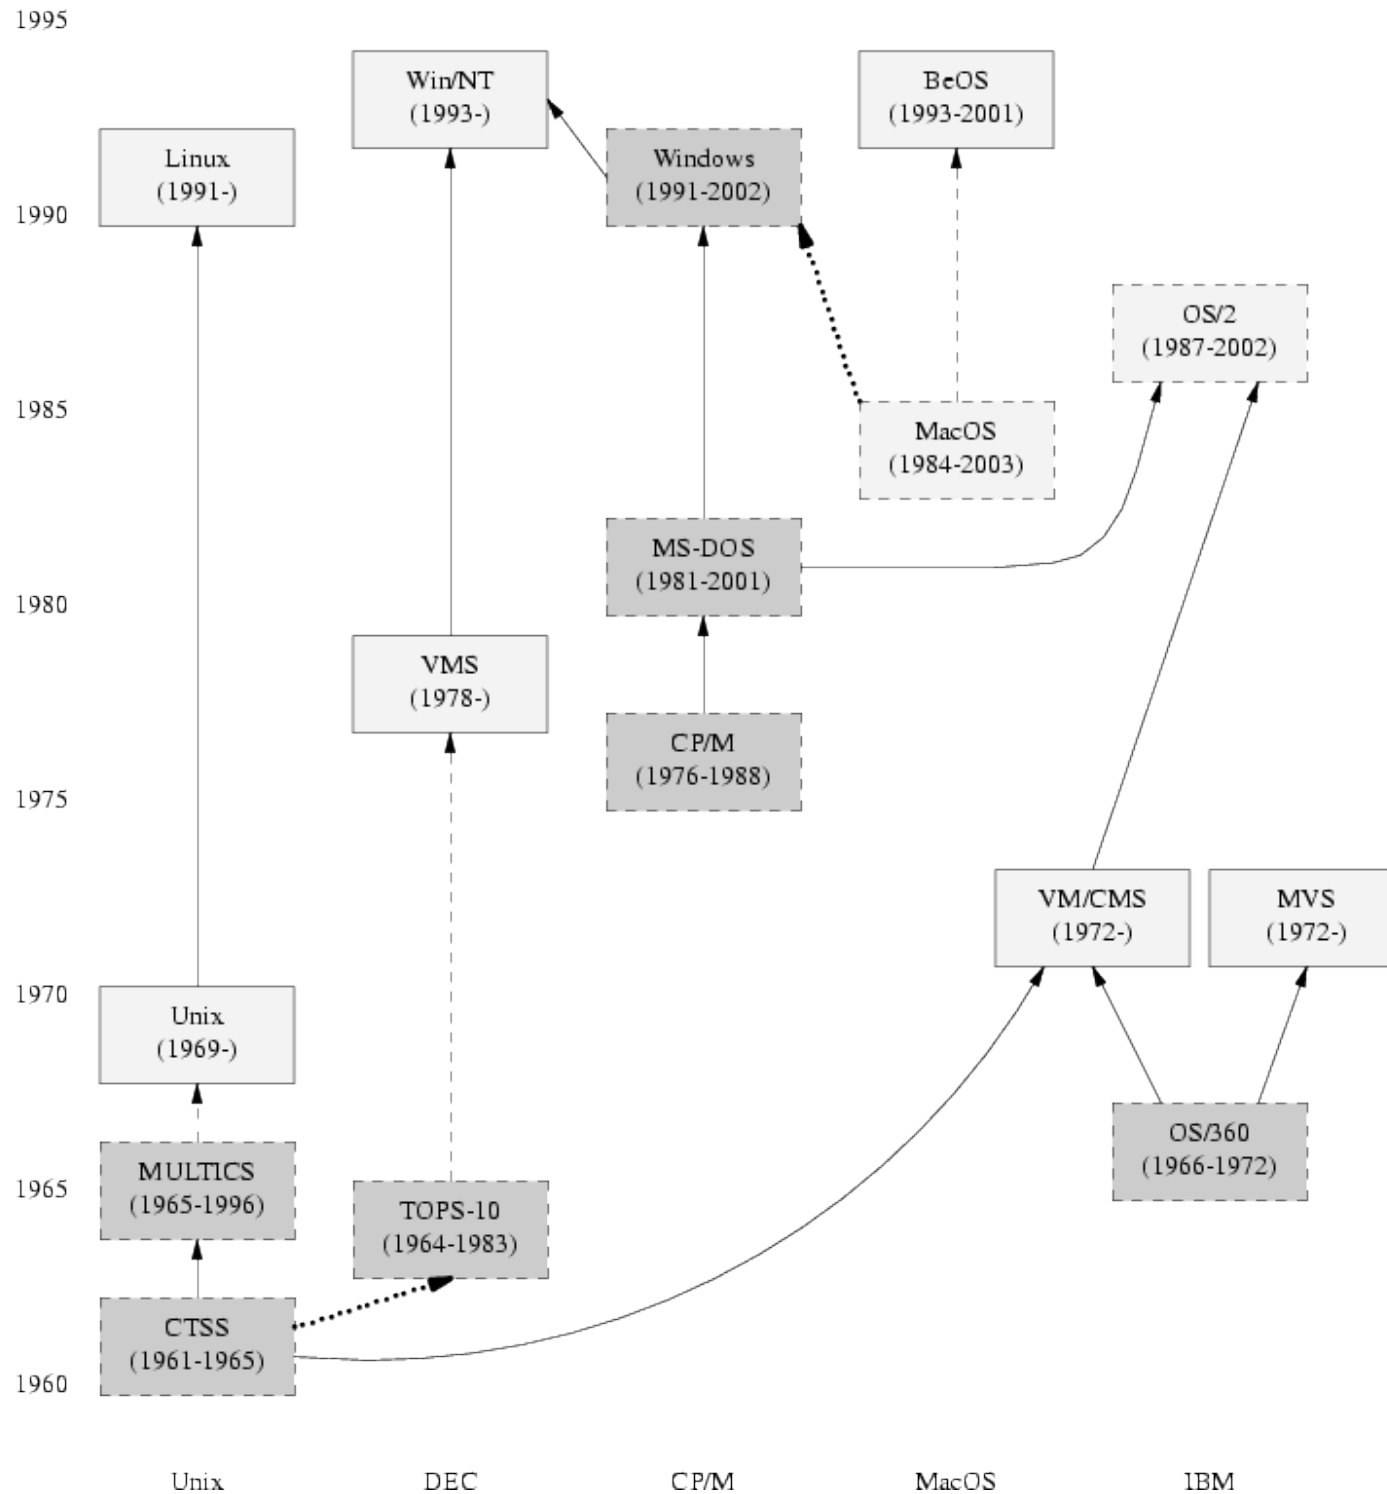 1995
Win/NT
(1993-)
BeOS
(1993-2001)
Linux
(1991-)
Windows
(1991-2002)
1990
OS/2
(1987-2002)
1985
MacOS
(1984-2003)
MS-DOS
(1981-2001)
1980
VMS
(1978-)
CP/M
(1976-1988)
1975
VM/CMS
(1972-)
MVS
(1972-)
1970
Unix
(1969-)
OS/360
(1966-1972)
MULTICS
(1965-1996)
1965
TOPS-10
(1964-1983)
CTSS
(1961-1965)
1960
Unix
DEC
CP/M
MacOS
IBM